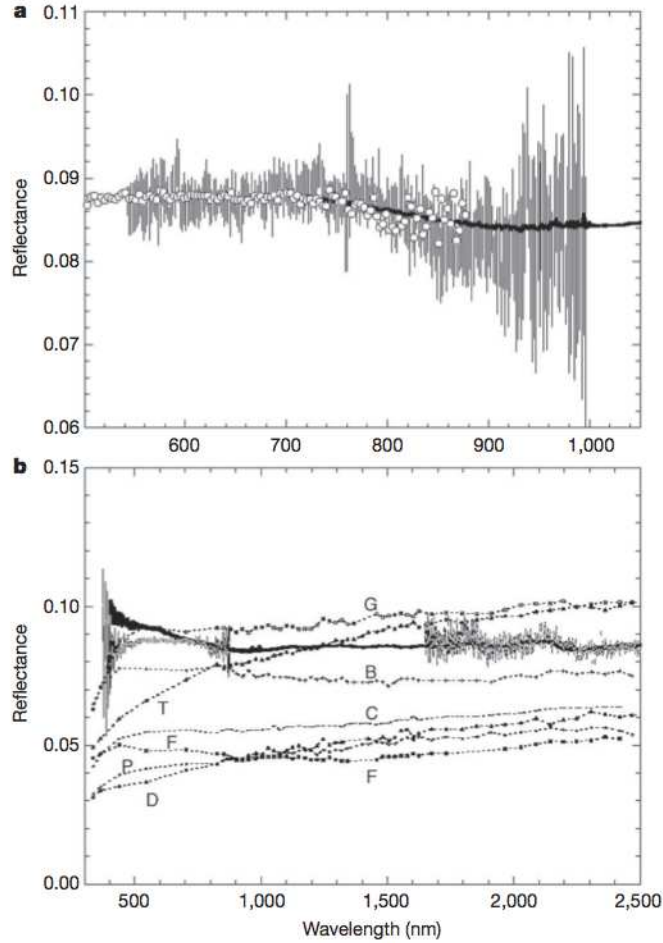 a
0.11
0.10
0.09
0.08
0.07
0.06
Reflectance
600 700 800 900 1,000
b
0.15
0.10
0.05
0.00
Reflectance
G
B
T
C
F
P
F
D
500 1,000 1,500 2,000 2,500
Wavelength (nm)